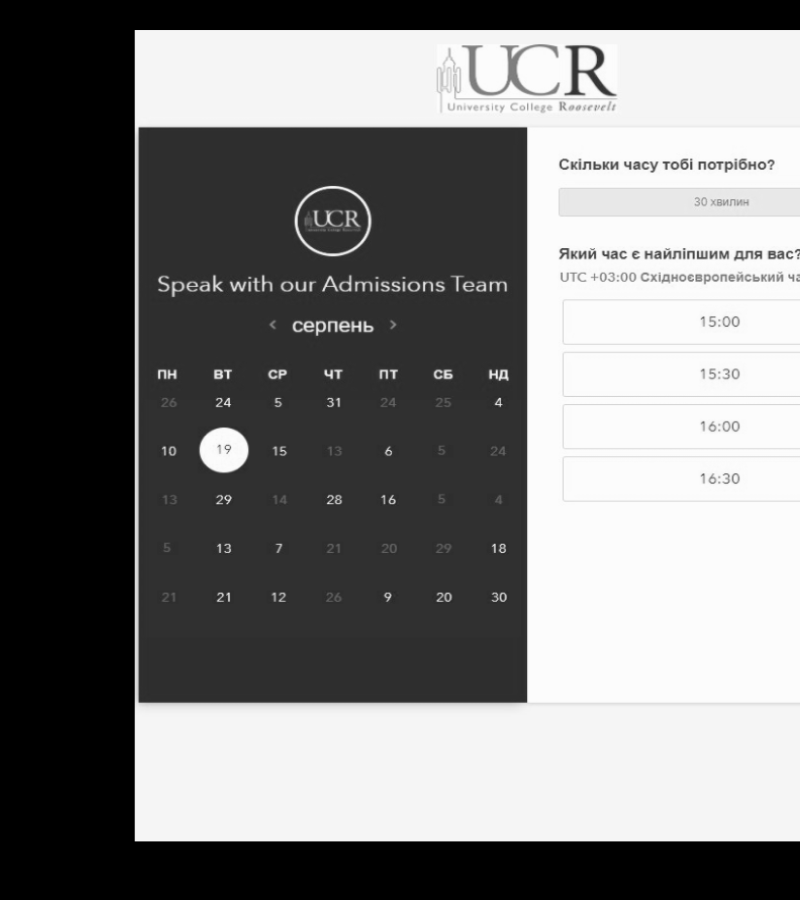 UCR
University College Roosevelt
UCR
Speak with our Admissions Team
‹ серпень ›
ПН ВТ СР ЧТ ПТ СБ НД
26 24 5 31 24 25 4
10 19 15 13 6 5 24
13 29 14 28 16 5 4
5 13 7 21 20 29 18
21 21 12 26 9 20 30
Скільки часу тобі потрібно?
30 хвилин
Який час є найліпшим для вас?
UTC +03:00 Східноєвропейський
15:00
15:30
16:00
16:30